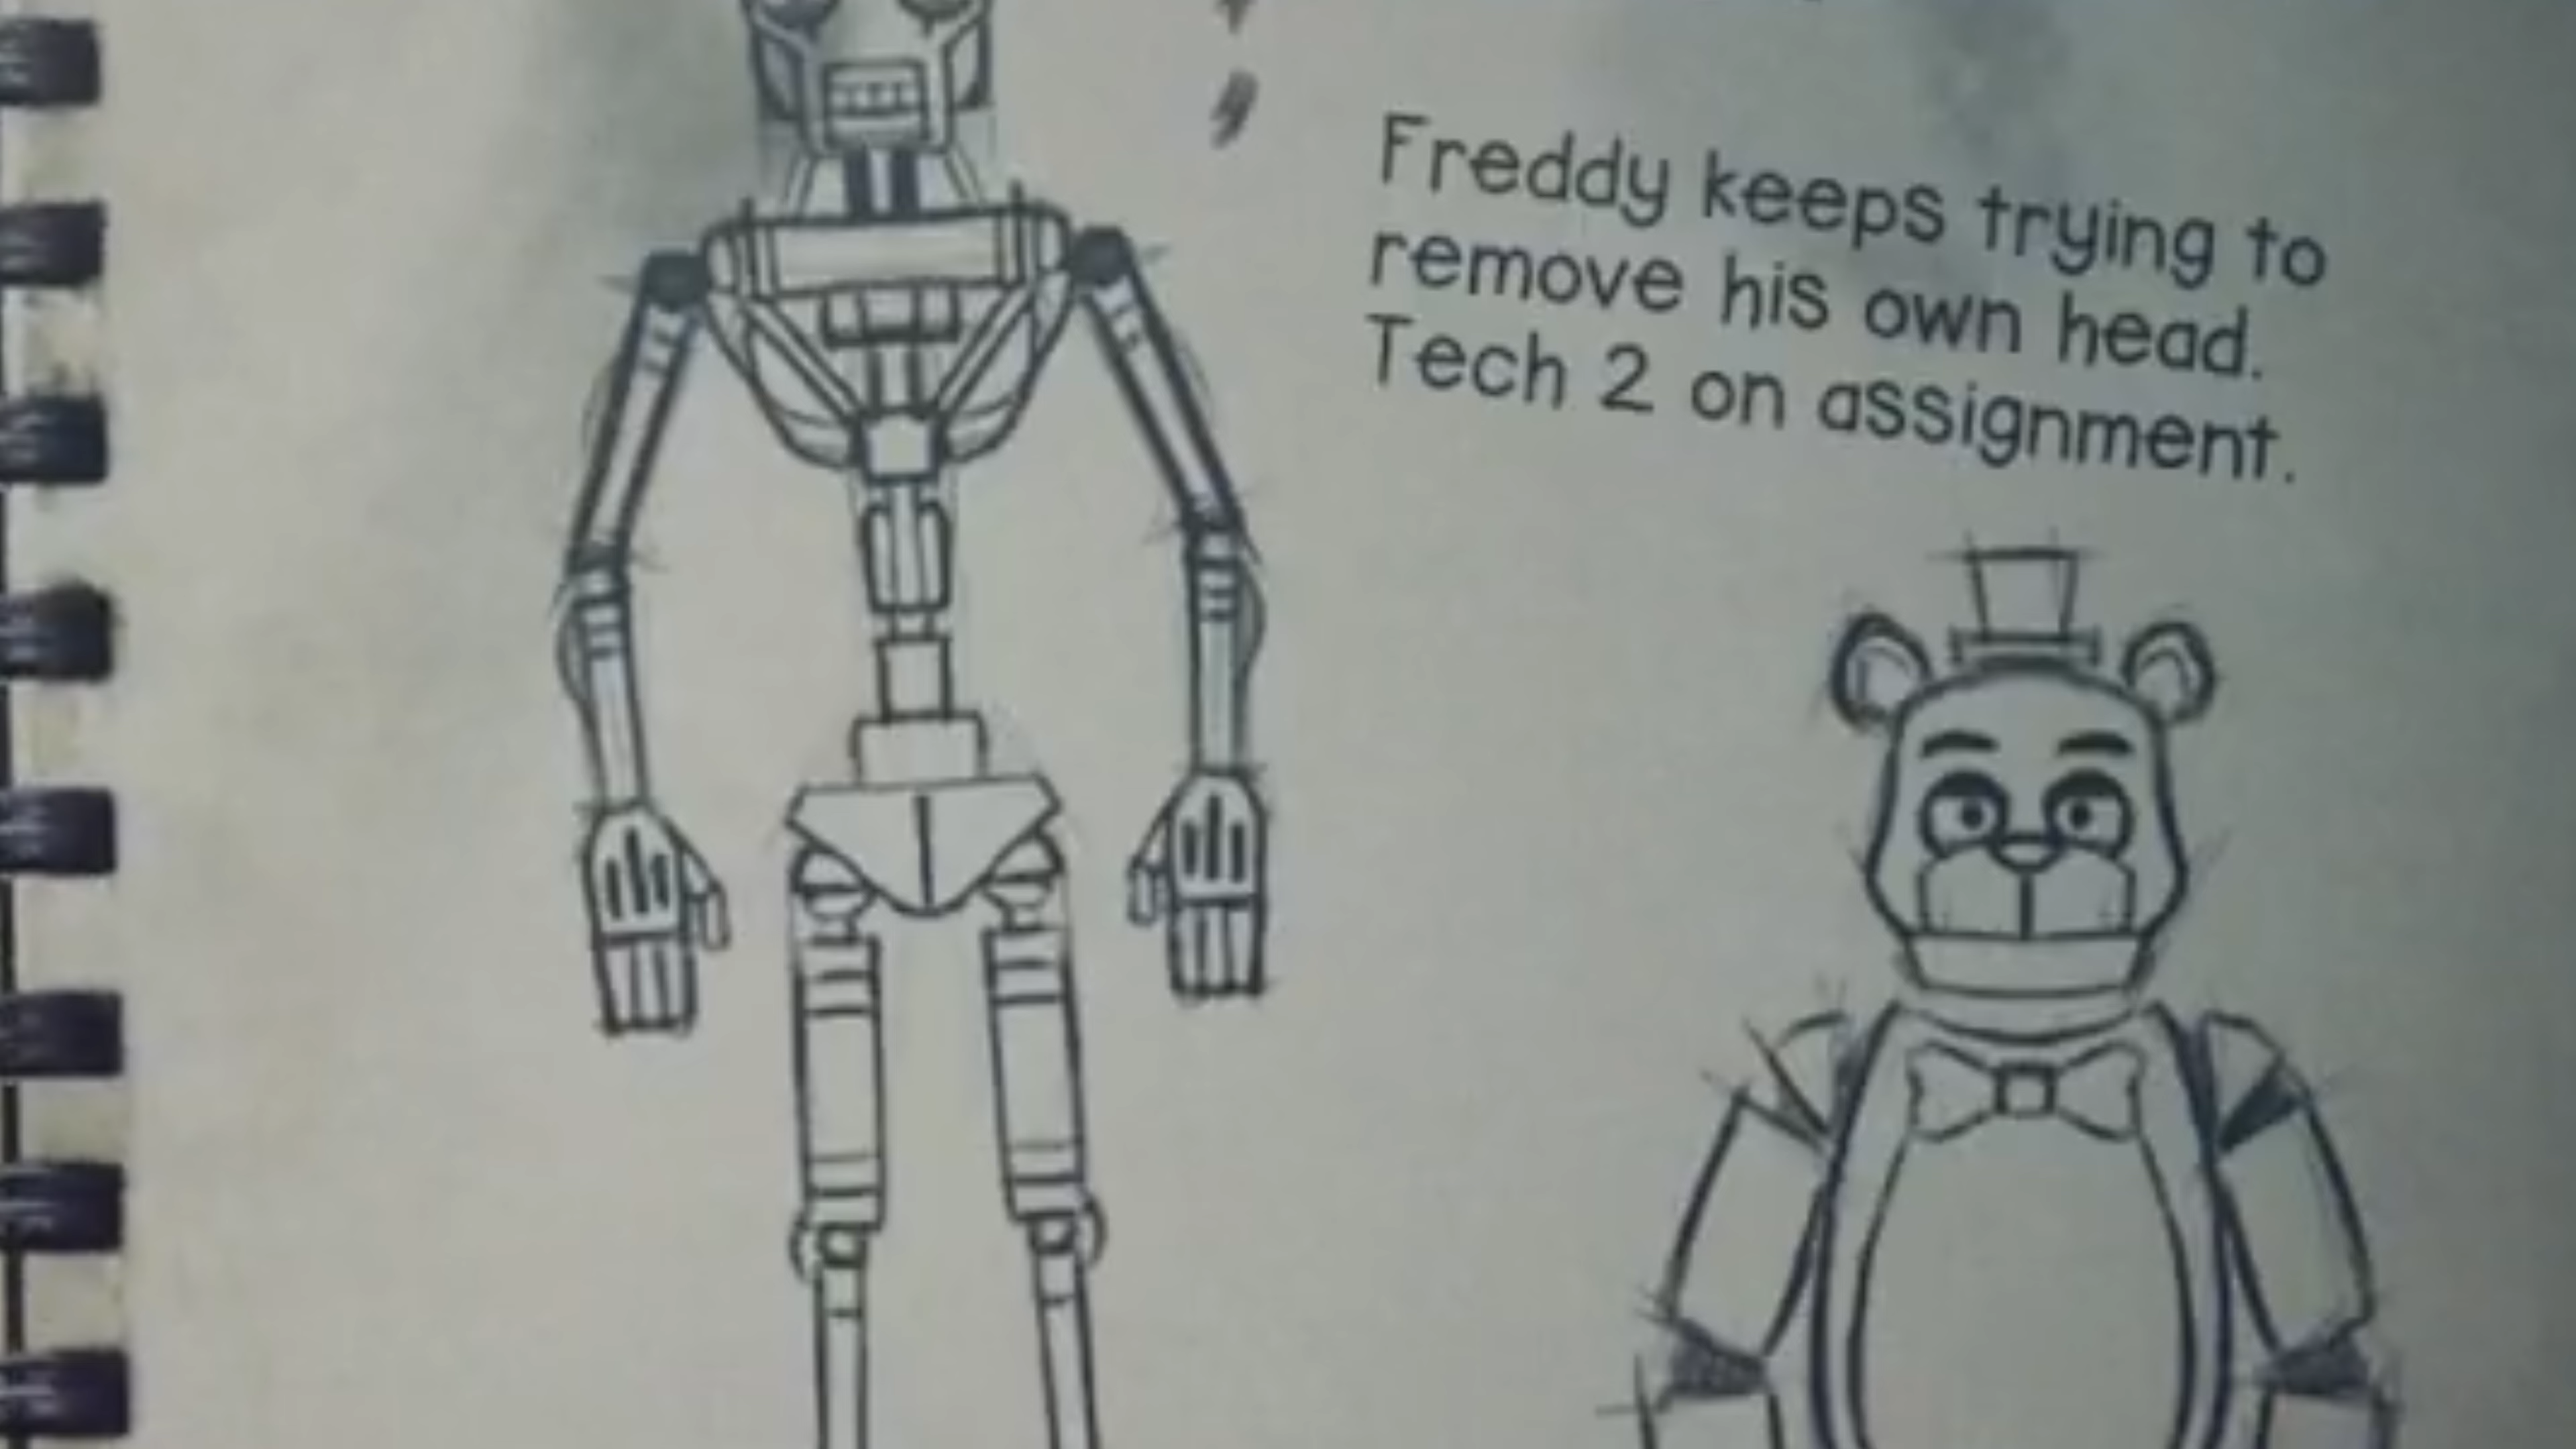 Freddy keeps trying to
remove his own head.
Tech 2 on assignment.